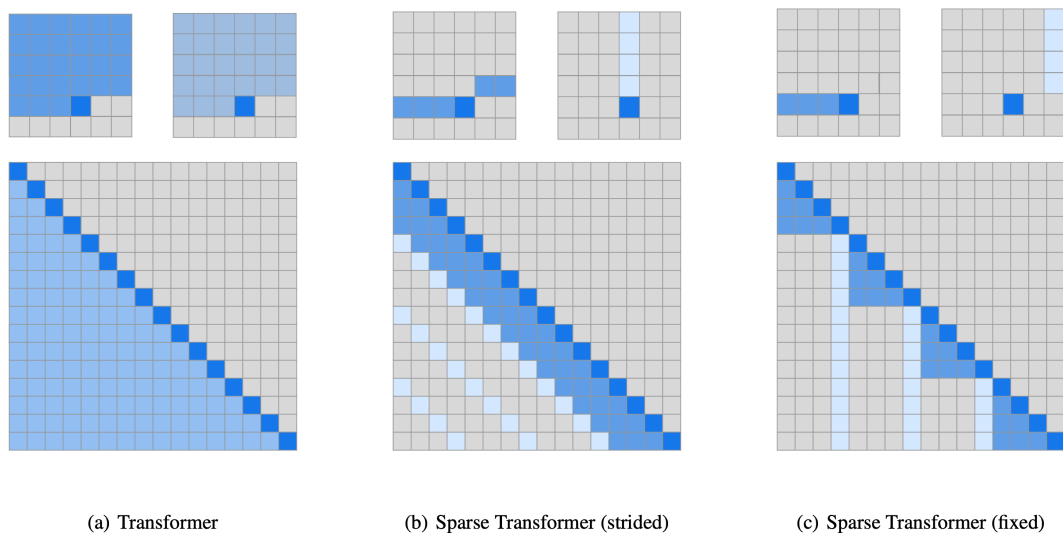 (a) Transformer
(b) Sparse Transformer (strided)
(c) Sparse Transformer (fixed)